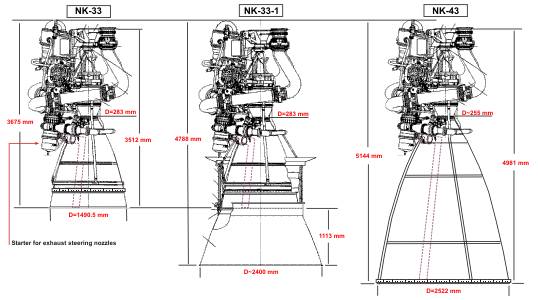 NK-33
NK-33-1
NK-43
D=283 mm
D=283 mm
D~255 mm
3675 mm
3512 mm
4788 mm
5144 mm
4981 mm
D=1490.5 mm
1113 mm
Starter for exhaust steering nozzles
D~2400 mm
D=2522 mm